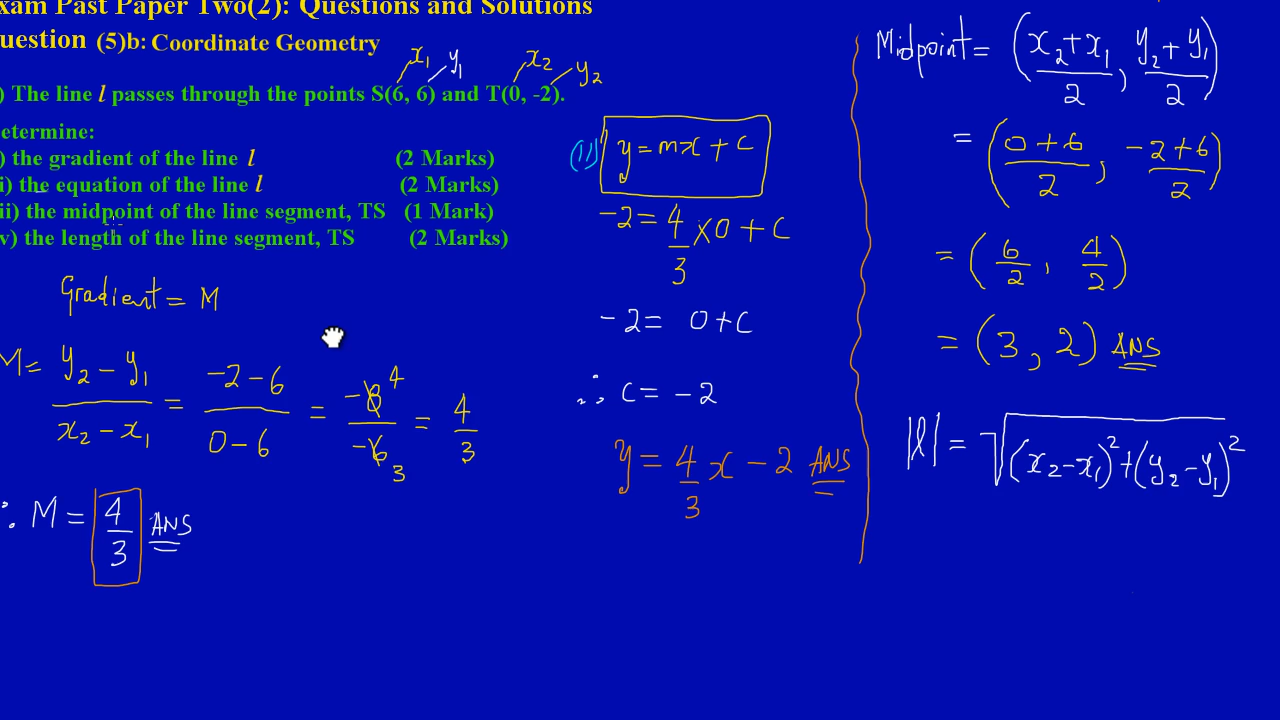 xam Past Paper Two(2): Questions and Solutions
uestion (5)b: Coordinate Geometry
x₁ y₁ x₂ y₂
) The line l passes through the points S(6, 6) and T(0, -2).
etermine:
) the gradient of the line l (2 Marks)
i) the equation of the line l (2 Marks)
ii) the midpoint of the line segment, TS (1 Mark)
v) the length of the line segment, TS (2 Marks)
Gradient = M
M = (y₂ - y₁)/(x₂ - x₁) = (-2 - 6)/(0 - 6) = -8/-6 4/3 = 4/3
∴ M = 4/3 ANS
(ii) y = mx + c
-2 = 4/3 × 0 + c
-2 = 0 + c
∴ c = -2
y = 4/3 x - 2 ANS
Midpoint = ((x₂ + x₁)/2, (y₂ + y₁)/2)
= ((0 + 6)/2, (-2 + 6)/2)
= (6/2, 4/2)
= (3, 2) ANS
|l| = √((x₂ - x₁)² + (y₂ - y₁)²)